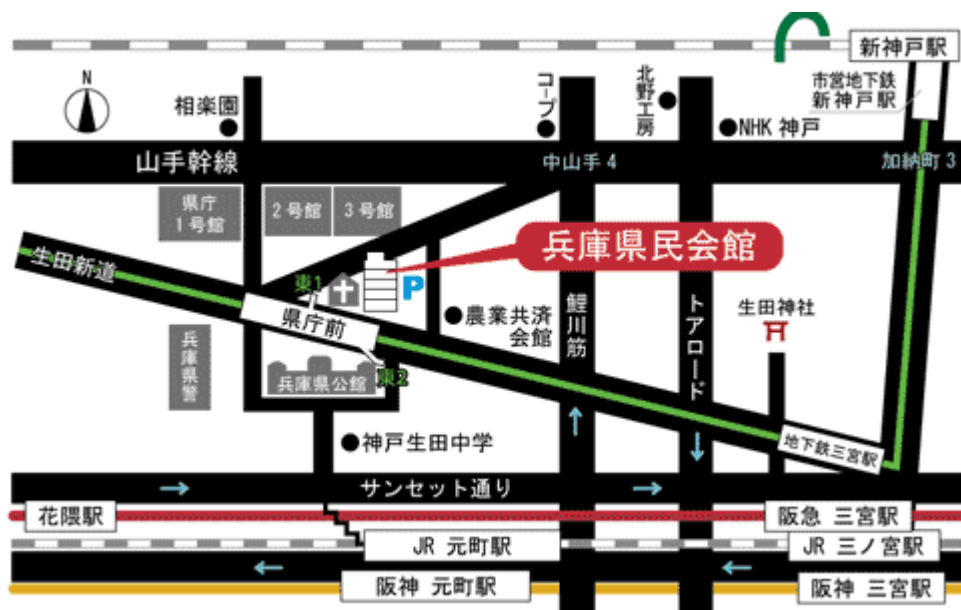 新神戸駅
N
相楽園
コープ
北野工房
市営地下鉄
新神戸駅
NHK 神戸
山手幹線
中山手 4
加納町 3
県庁
1 号館
2 号館
3 号館
兵庫県民会館
生田新道
東1
P
県庁前
農業共済
会館
鯉川筋
トアロード
生田神社
兵庫県警
兵庫県公館
東2
神戸生田中学
地下鉄三宮駅
サンセット通り
花隈駅
阪急 三宮駅
JR 元町駅
JR 三ノ宮駅
阪神 元町駅
阪神 三宮駅